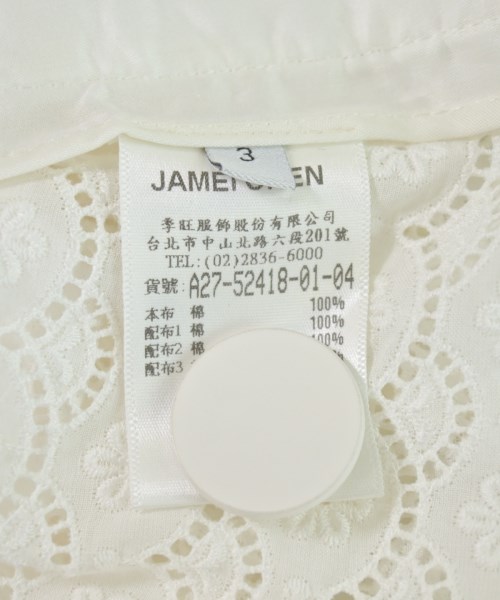 3
JAMEI CHEN
季旺服飾股份有限公司
台北市中山北路六段201號
TEL:(02)2836-6000
貨號:A27-52418-01-04
本布 棉 100%
配布1 棉 100%
配布2 棉 100%
配布3